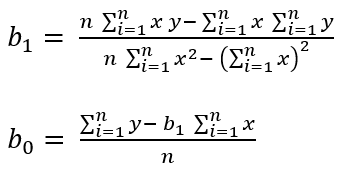 b₁ = (n ∑ᵢ₌₁ⁿ x y − ∑ᵢ₌₁ⁿ x ∑ᵢ₌₁ⁿ y) / (n ∑ᵢ₌₁ⁿ x² − (∑ᵢ₌₁ⁿ x)²)
b₀ = (∑ᵢ₌₁ⁿ y − b₁ ∑ᵢ₌₁ⁿ x) / n